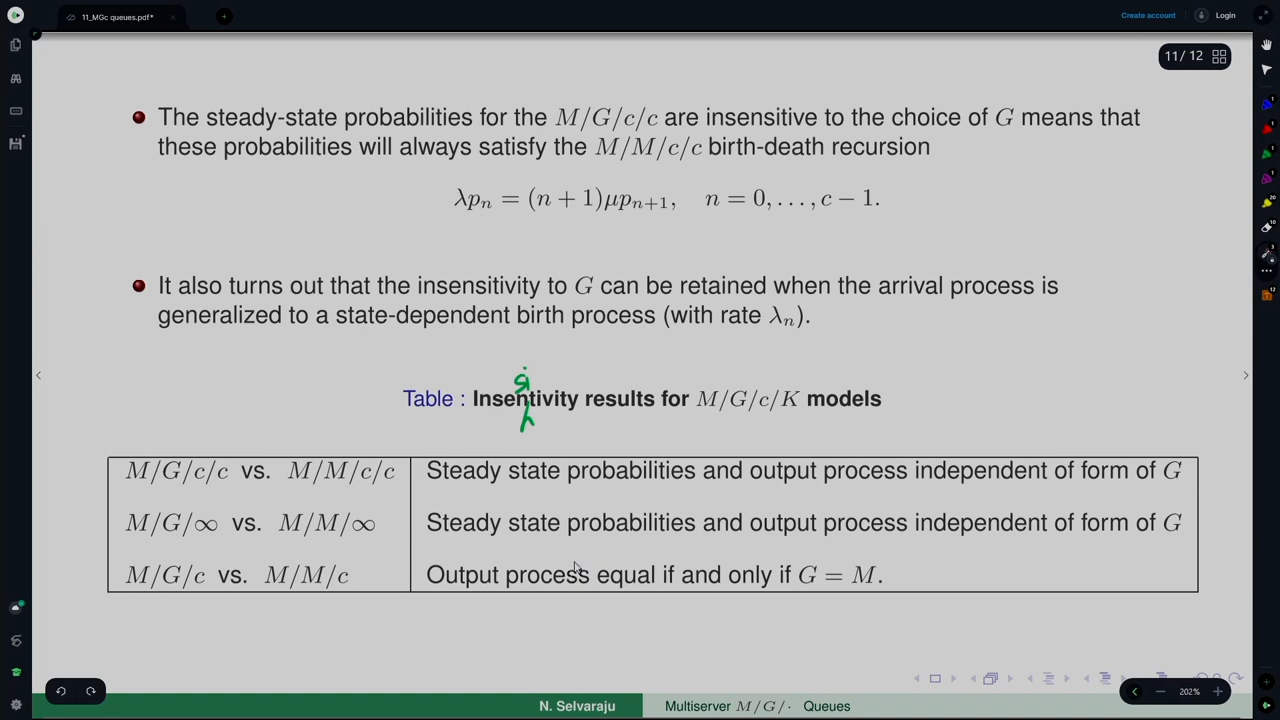 11_MGc queues.pdf*
Create account
Login
11/ 12
The steady-state probabilities for the M/G/c/c are insensitive to the choice of G means that
these probabilities will always satisfy the M/M/c/c birth-death recursion
λpₙ = (n + 1)μpₙ₊₁, n = 0, . . . , c − 1.
It also turns out that the insensitivity to G can be retained when the arrival process is
generalized to a state-dependent birth process (with rate λₙ).
si
Table : Insentivity results for M/G/c/K models
M/G/c/c vs. M/M/c/c Steady state probabilities and output process independent of form of G
M/G/∞ vs. M/M/∞ Steady state probabilities and output process independent of form of G
M/G/c vs. M/M/c Output process equal if and only if G = M.
N. Selvaraju Multiserver M/G/· Queues
202%